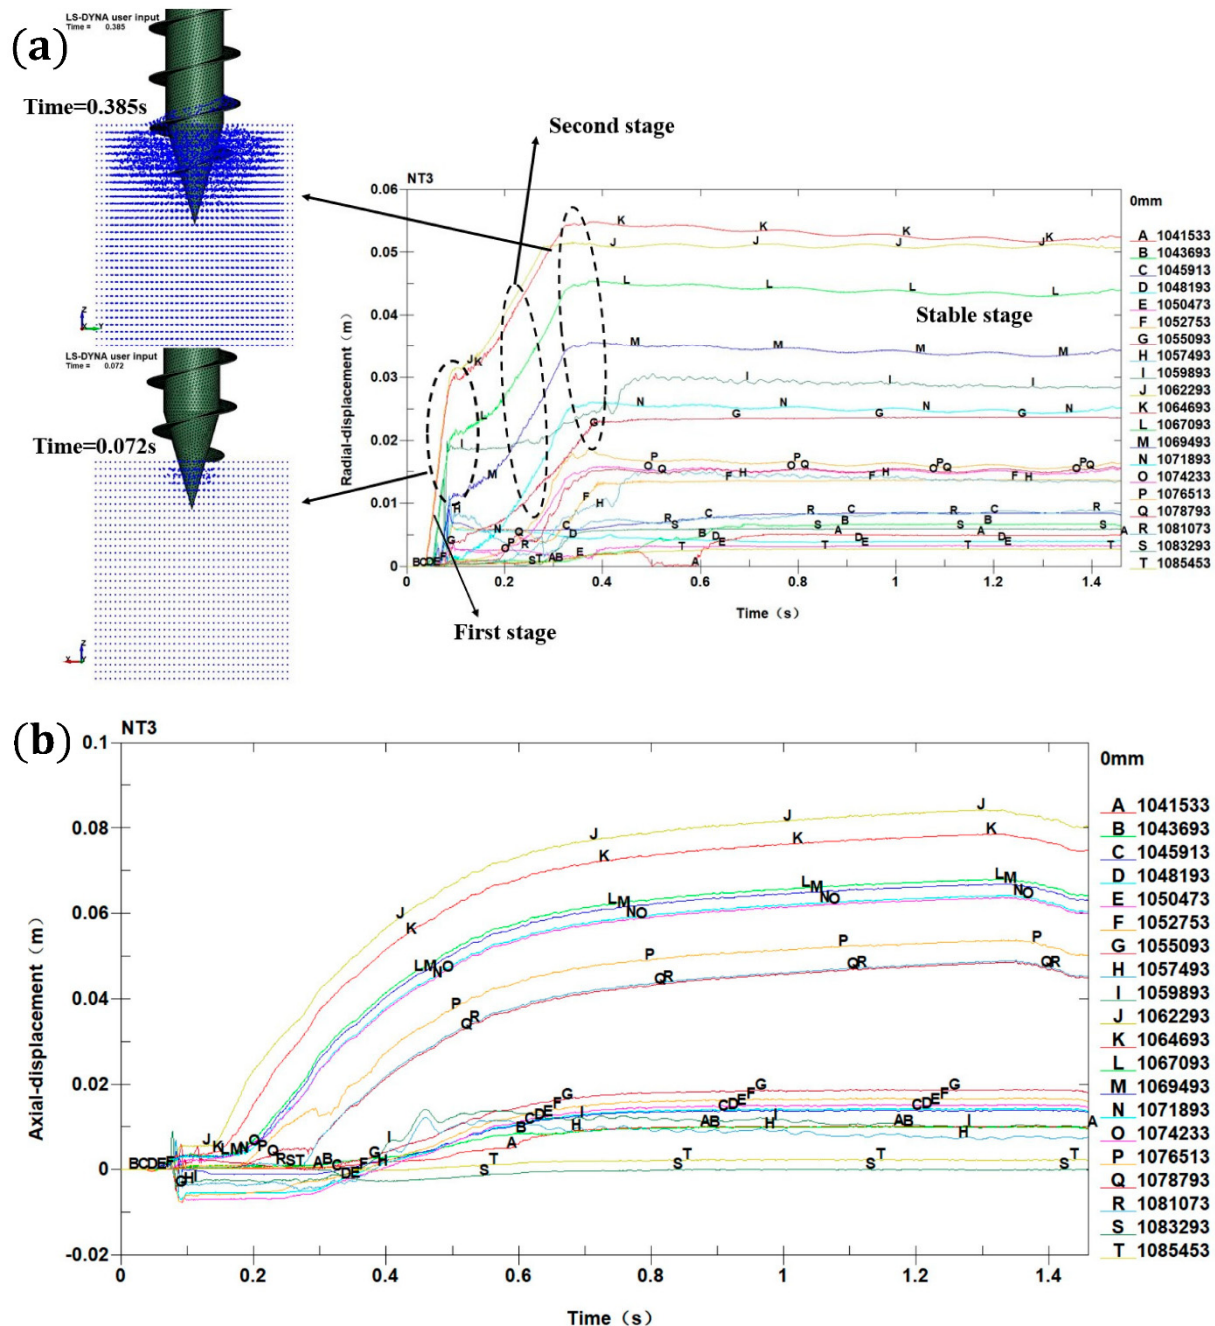 (a)
LS-DYNA user input
Time = 0.385
Time=0.385s
Z
X Y
LS-DYNA user input
Time = 0.072
Time=0.072s
Z
X Y
Second stage
First stage
Stable stage
NT3
Radial-displacement (m)
0.06
0.05
0.04
0.03
0.02
0.01
0
0 0.2 0.4 0.6 0.8 1 1.2 1.4
Time (s)
0mm
A 1041533
B 1043693
C 1045913
D 1048193
E 1050473
F 1052753
G 1055093
H 1057493
I 1059893
J 1062293
K 1064693
L 1067093
M 1069493
N 1071893
O 1074233
P 1076513
Q 1078793
R 1081073
S 1083293
T 1085453
(b)
NT3
Axial-displacement (m)
0.1
0.08
0.06
0.04
0.02
0
-0.02
0 0.2 0.4 0.6 0.8 1 1.2 1.4
Time (s)
0mm
A 1041533
B 1043693
C 1045913
D 1048193
E 1050473
F 1052753
G 1055093
H 1057493
I 1059893
J 1062293
K 1064693
L 1067093
M 1069493
N 1071893
O 1074233
P 1076513
Q 1078793
R 1081073
S 1083293
T 1085453